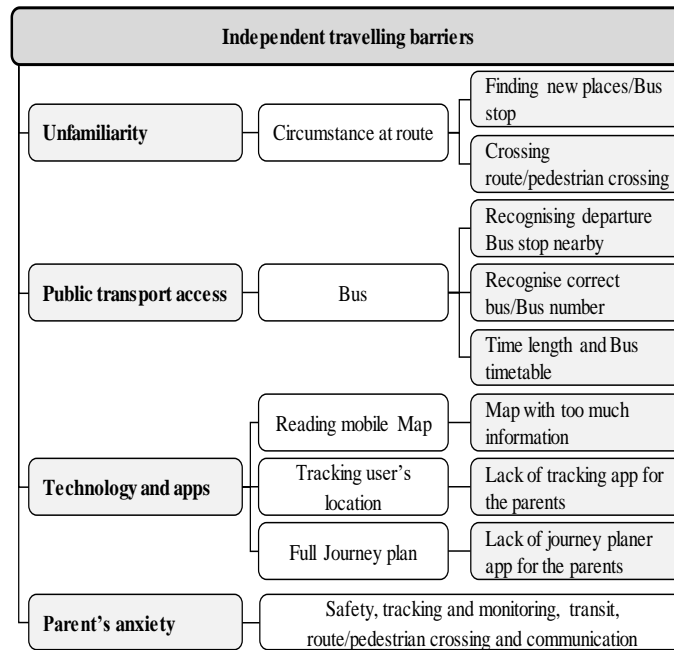 Independent travelling barriers
Unfamiliarity
Circumstance at route
Finding new places/Bus
stop
Crossing
route/pedestrian crossing
Public transport access
Bus
Recognising departure
Bus stop nearby
Recognise correct
bus/Bus number
Time length and Bus
timetable
Technology and apps
Reading mobile Map
Map with too much
information
Tracking user's
location
Lack of tracking app for
the parents
Full Journey plan
Lack of journey planer
app for the parents
Parent's anxiety
Safety, tracking and monitoring, transit,
route/pedestrian crossing and communication